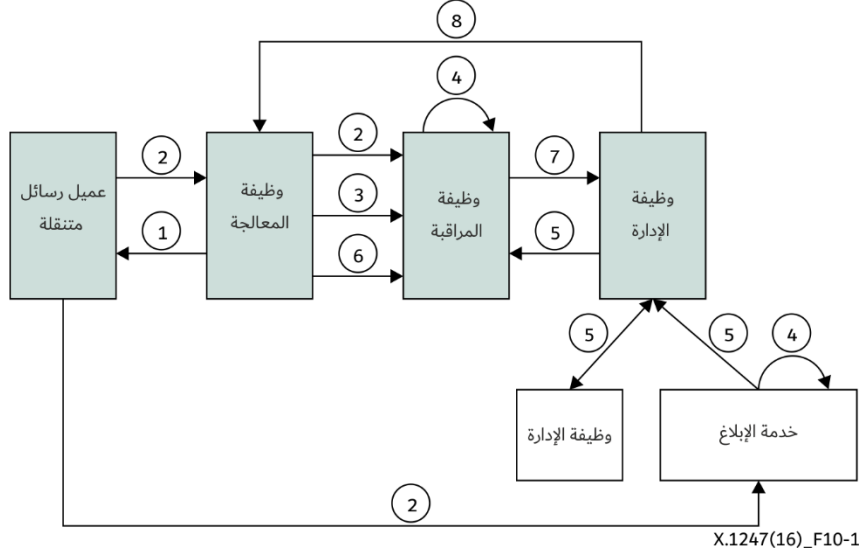 8
4
2
2
7
عميل رسائل
متنقلة
وظيفة
المعالجة
وظيفة
المراقبة
وظيفة
الإدارة
3
1
5
6
5
5
4
وظيفة الإدارة
خدمة الإبلاغ
2
X.1247(16)_F10-1